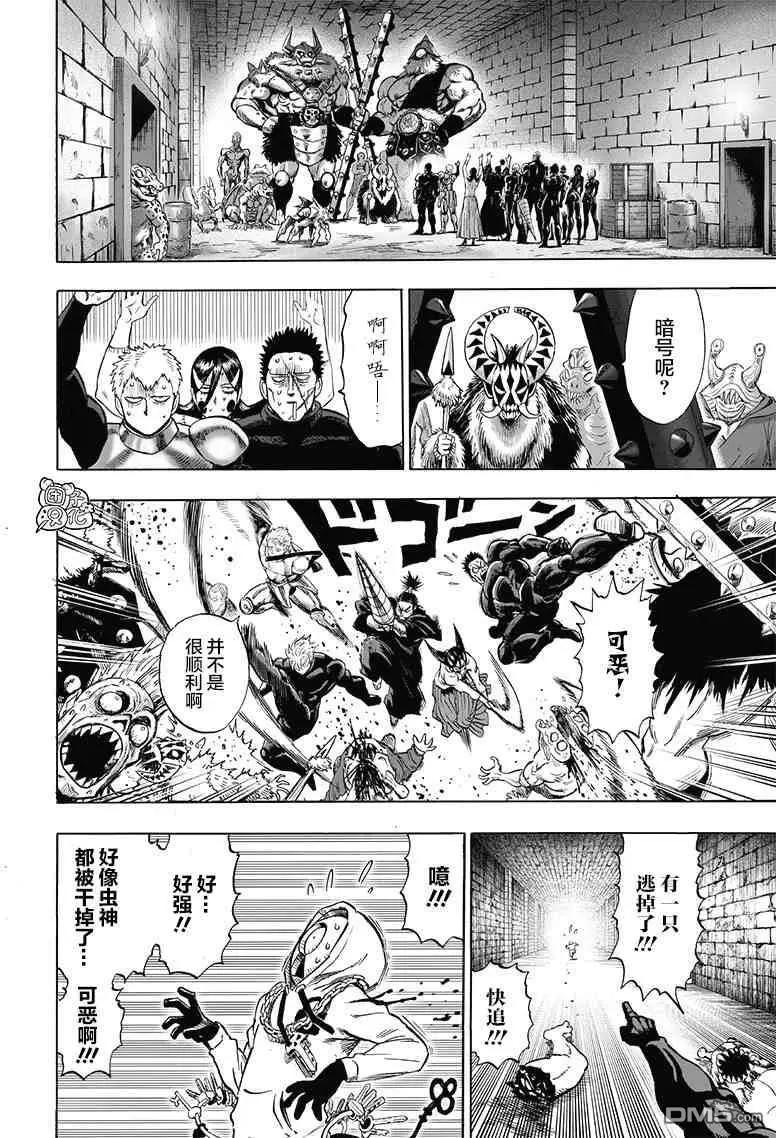 暗号呢?
啊啊唔——…
ドゴーン
可恶!
并不是
很顺利啊
有一只
逃掉了!!!
快追!!!
噫!!!
好…
好强!!
好像虫神
都被干掉了…
可恶啊!!!
DM5.com